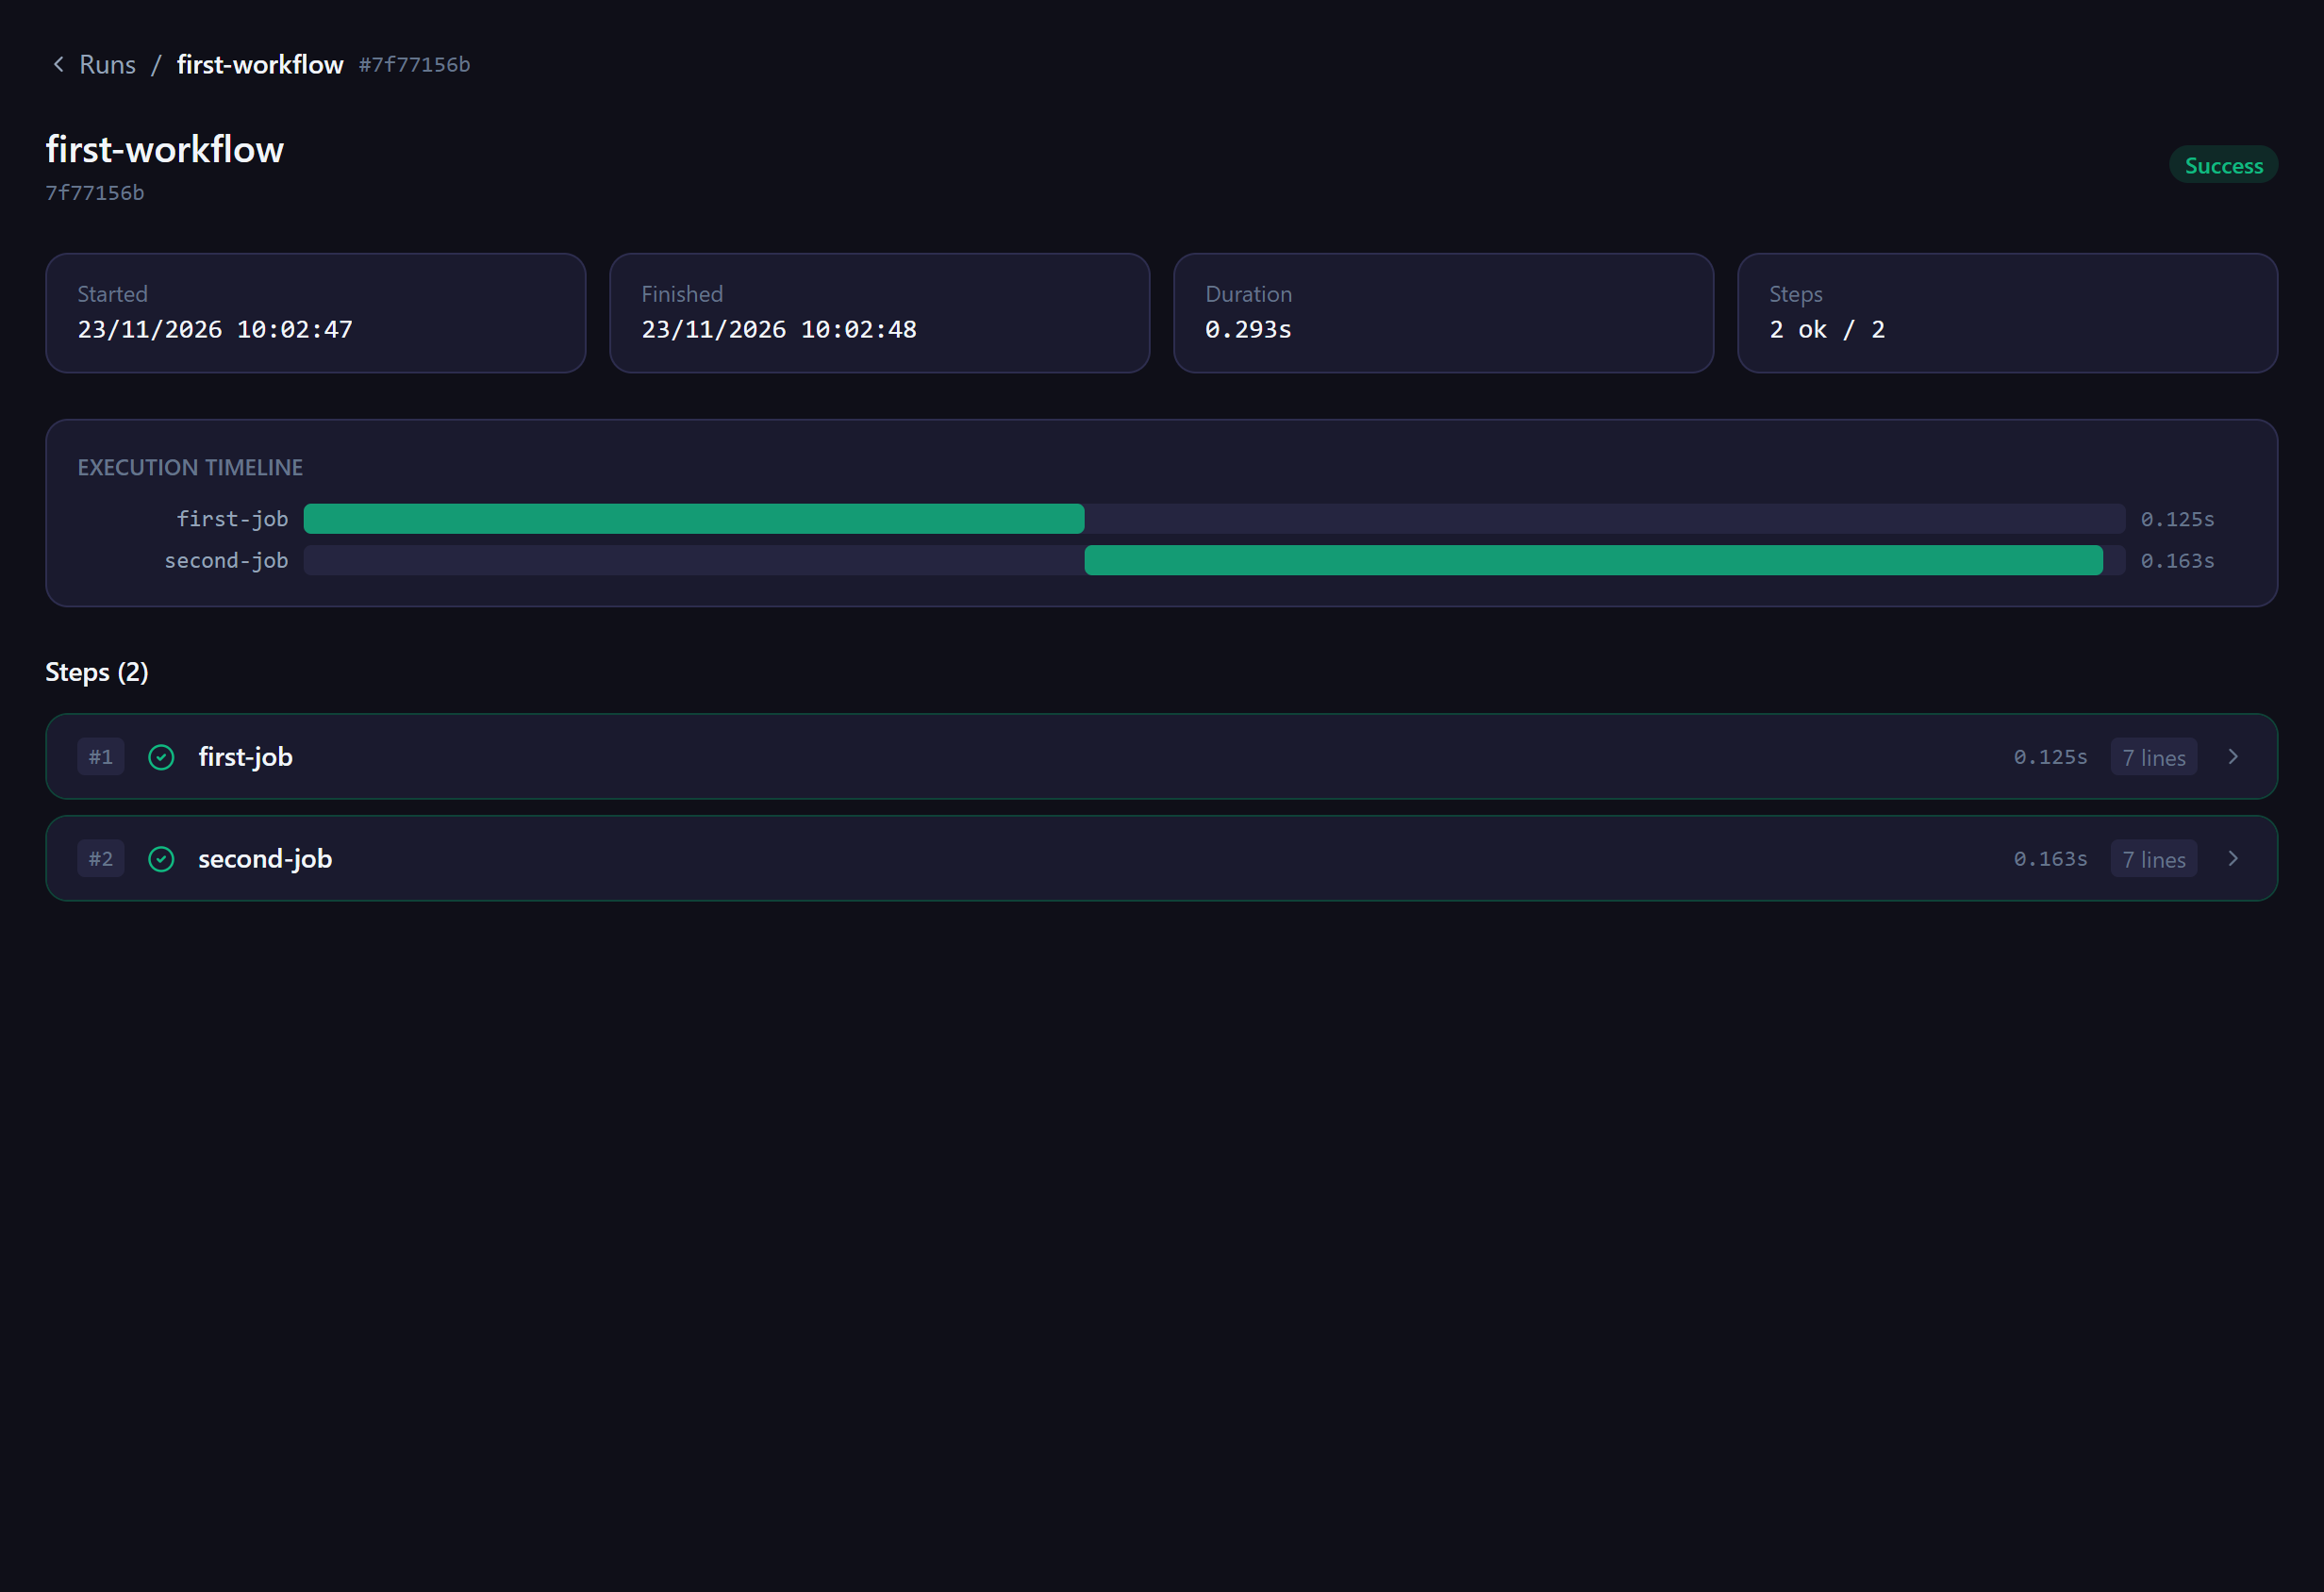 Runs / first-workflow #7f77156b
first-workflow
7f77156b
Success
Started
23/11/2026 10:02:47
Finished
23/11/2026 10:02:48
Duration
0.293s
Steps
2 ok / 2
EXECUTION TIMELINE
first-job 0.125s
second-job 0.163s
Steps (2)
#1 first-job 0.125s 7 lines
#2 second-job 0.163s 7 lines